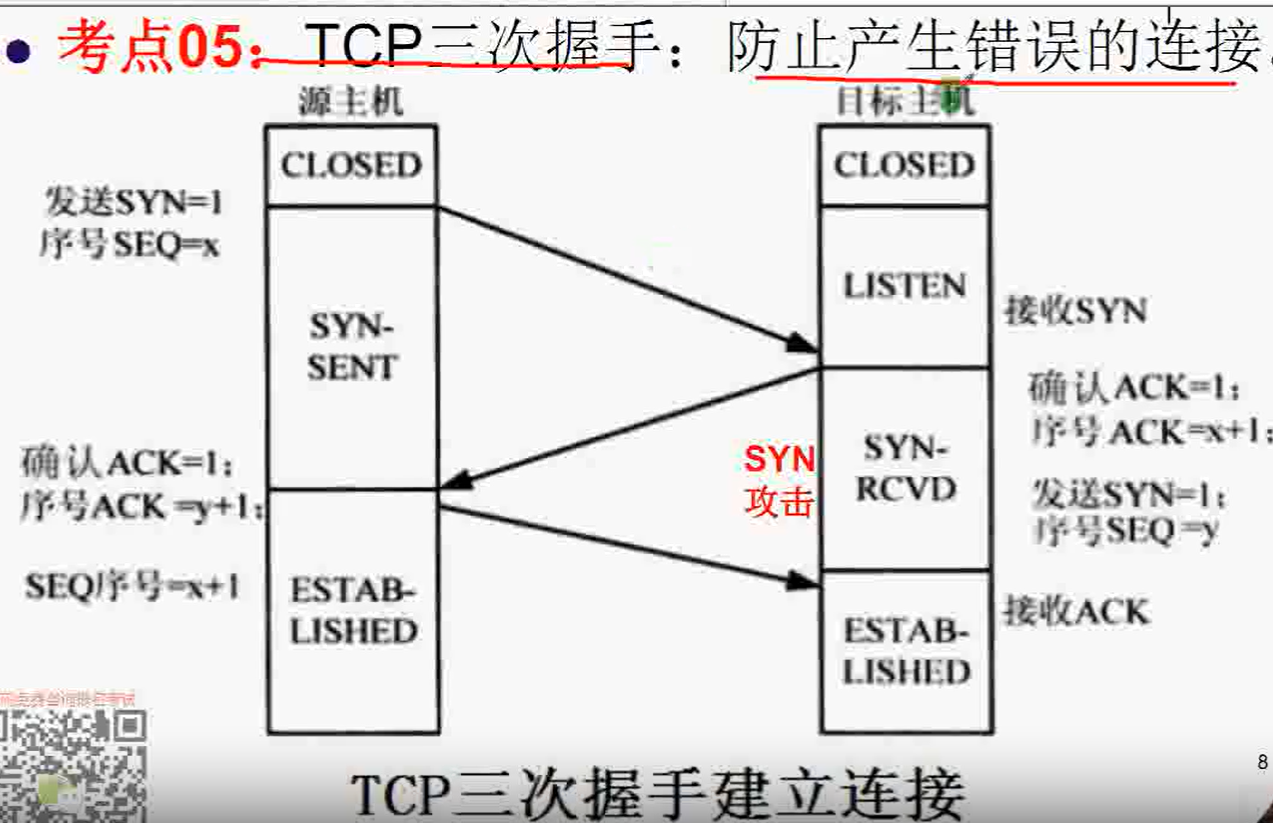 • 考点05：TCP三次握手：防止产生错误的连接.
源主机
目标主机
CLOSED
CLOSED
发送SYN=1
序号SEQ=x
LISTEN
接收SYN
SYN-
SENT
确认ACK=1;
序号ACK=x+1;
SYN
攻击
SYN-
RCVD
确认ACK=1;
序号ACK=y+1;
发送SYN=1;
序号SEQ=y
SEQ序号=x+1
ESTAB-
LISHED
接收ACK
ESTAB-
LISHED
8
TCP三次握手建立连接